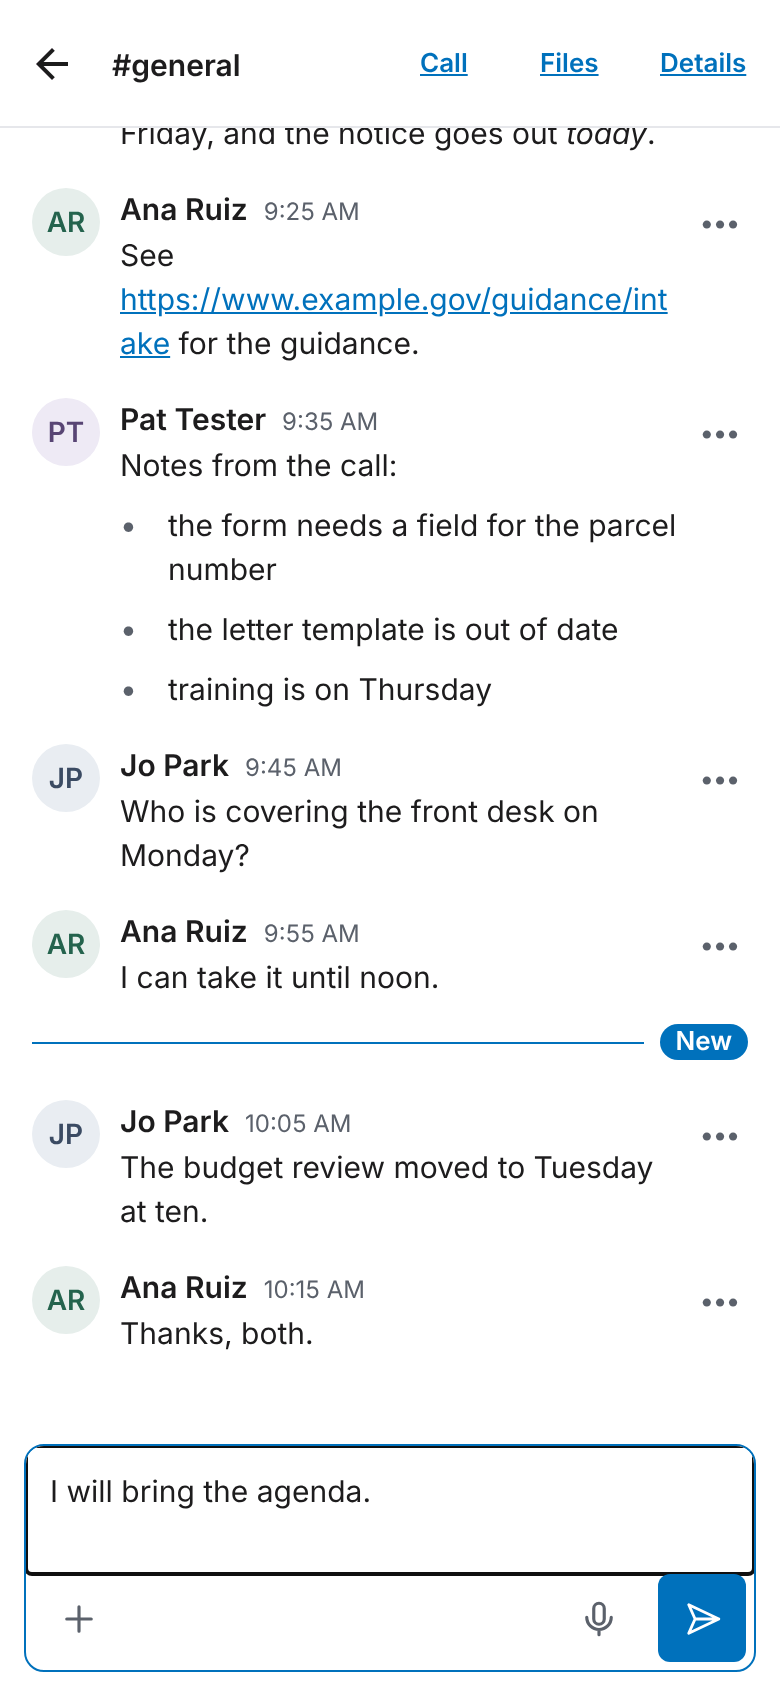 #general
Call
Files
Details
Friday, and the notice goes out today.
AR
Ana Ruiz 9:25 AM
See
https://www.example.gov/guidance/int
ake for the guidance.
PT
Pat Tester 9:35 AM
Notes from the call:
• the form needs a field for the parcel
number
• the letter template is out of date
• training is on Thursday
JP
Jo Park 9:45 AM
Who is covering the front desk on
Monday?
AR
Ana Ruiz 9:55 AM
I can take it until noon.
New
JP
Jo Park 10:05 AM
The budget review moved to Tuesday
at ten.
AR
Ana Ruiz 10:15 AM
Thanks, both.
I will bring the agenda.